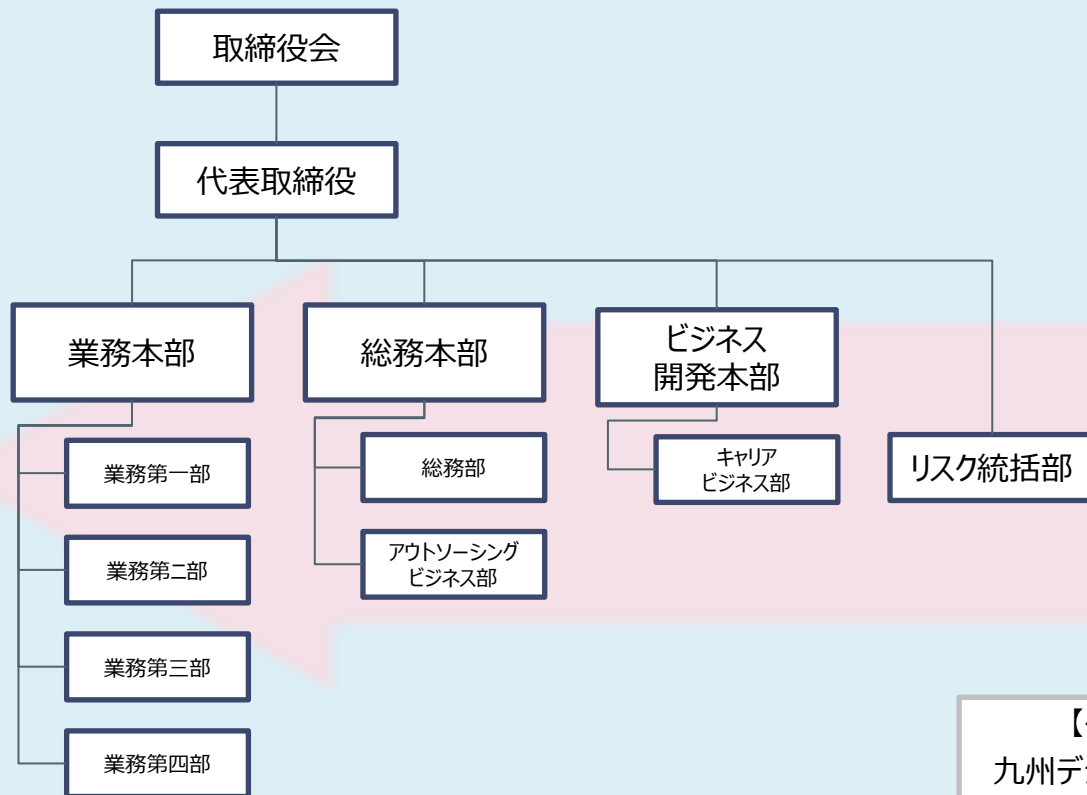 取締役会
代表取締役
業務本部
総務本部
ビジネス
開発本部
リスク統括部
業務第一部
業務第二部
業務第三部
業務第四部
総務部
アウトソーシング
ビジネス部
キャリア
ビジネス部
【
九州デ